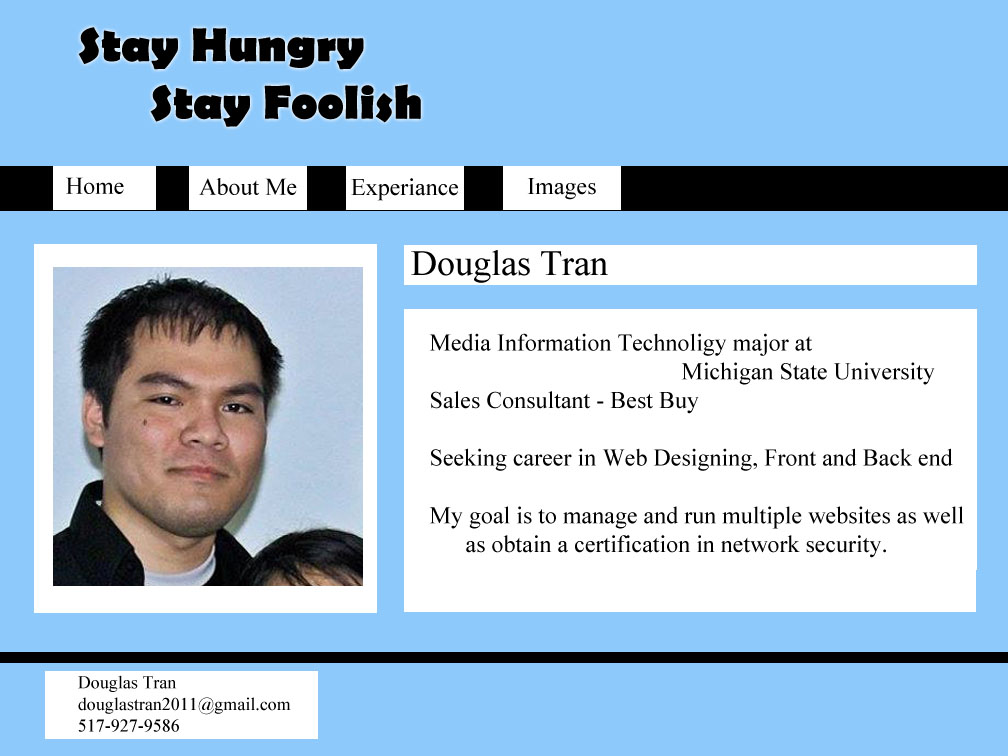 Stay Hungry
Stay Foolish
Home
About Me
Experiance
Images
Douglas Tran
Media Information Technoligy major at
Michigan State University
Sales Consultant - Best Buy
Seeking career in Web Designing, Front and Back end
My goal is to manage and run multiple websites as well
as obtain a certification in network security.
Douglas Tran
douglastran2011@gmail.com
517-927-9586